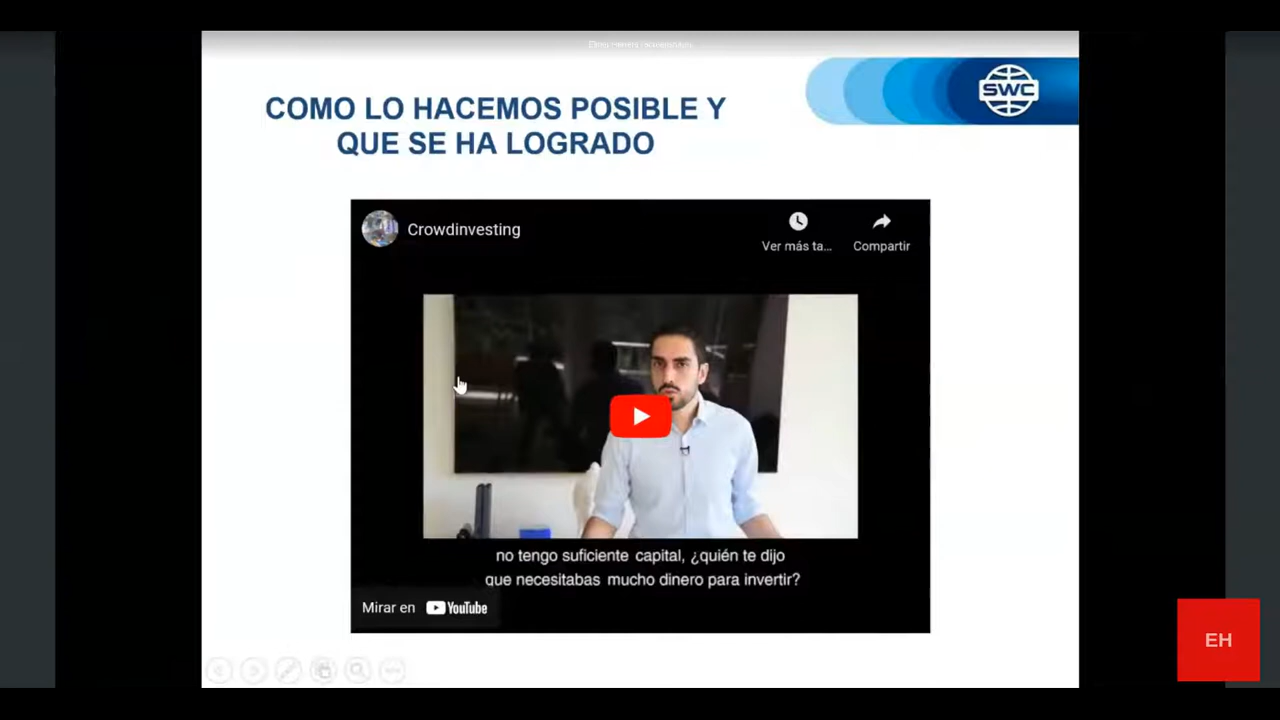 COMO LO HACEMOS POSIBLE Y
QUE SE HA LOGRADO
SWC
Crowdinvesting
Ver más ta...
Compartir
no tengo suficiente capital, ¿quién te dijo
que necesitabas mucho dinero para invertir?
Mirar en YouTube
EH